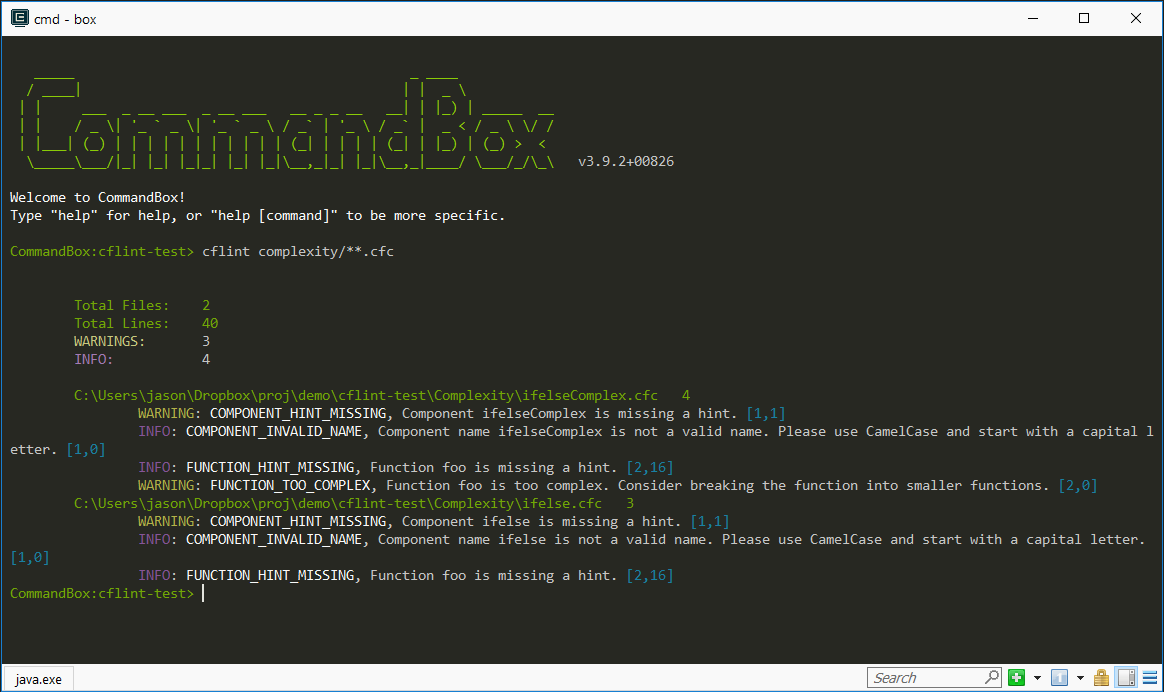 cmd - box
CommandBox v3.9.2+00826
Welcome to CommandBox!
Type "help" for help, or "help [command]" to be more specific.
CommandBox:cflint-test> cflint complexity/**.cfc
Total Files: 2
Total Lines: 40
WARNINGS: 3
INFO: 4
C:\Users\jason\Dropbox\proj\demo\cflint-test\Complexity\ifelseComplex.cfc 4
WARNING: COMPONENT_HINT_MISSING, Component ifelseComplex is missing a hint. [1,1]
INFO: COMPONENT_INVALID_NAME, Component name ifelseComplex is not a valid name. Please use CamelCase and start with a capital l
etter. [1,0]
INFO: FUNCTION_HINT_MISSING, Function foo is missing a hint. [2,16]
WARNING: FUNCTION_TOO_COMPLEX, Function foo is too complex. Consider breaking the function into smaller functions. [2,0]
C:\Users\jason\Dropbox\proj\demo\cflint-test\Complexity\ifelse.cfc 3
WARNING: COMPONENT_HINT_MISSING, Component ifelse is missing a hint. [1,1]
INFO: COMPONENT_INVALID_NAME, Component name ifelse is not a valid name. Please use CamelCase and start with a capital letter.
[1,0]
INFO: FUNCTION_HINT_MISSING, Function foo is missing a hint. [2,16]
CommandBox:cflint-test>
java.exe
Search